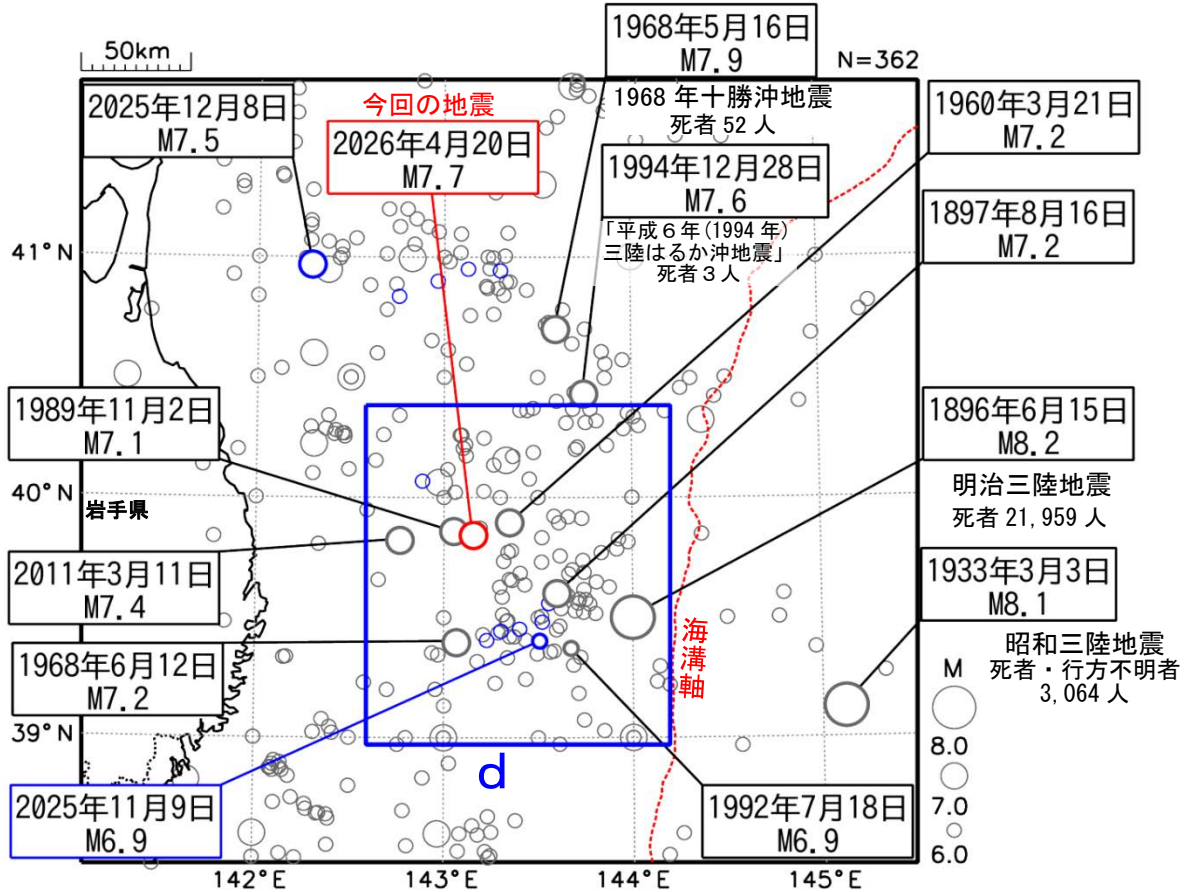 50km
N=362
1968年5月16日
M7.9
1968 年十勝沖地震
死者 52 人
2025年12月8日
M7.5
今回の地震
2026年4月20日
M7.7
1994年12月28日
M7.6
「平成６年(1994 年)
三陸はるか沖地震」
死者３人
1960年3月21日
M7.2
1897年8月16日
M7.2
41°N
1989年11月2日
M7.1
1896年6月15日
M8.2
明治三陸地震
死者 21,959 人
40°N
岩手県
2011年3月11日
M7.4
1933年3月3日
M8.1
昭和三陸地震
死者・行方不明者
3,064 人
海溝軸
1968年6月12日
M7.2
39°N
M
8.0
7.0
6.0
d
2025年11月9日
M6.9
1992年7月18日
M6.9
142°E
143°E
144°E
145°E